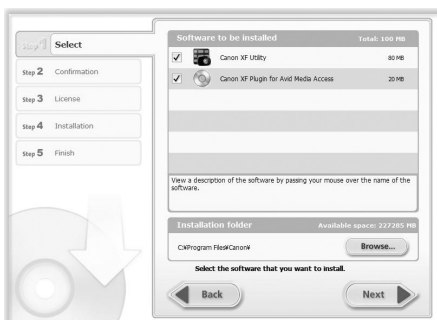 Step 1 Select
Step 2 Confirmation
Step 3 License
Step 4 Installation
Step 5 Finish
Software to be installed Total: 100 MB
Canon XF Utility 80 MB
Canon XF Plugin for Avid Media Access 20 MB
View a description of the software by passing your mouse over the name of the
software.
Installation folder Available space: 227285 MB
C:¥Program Files¥Canon¥ Browse...
Select the software that you want to install.
Back Next